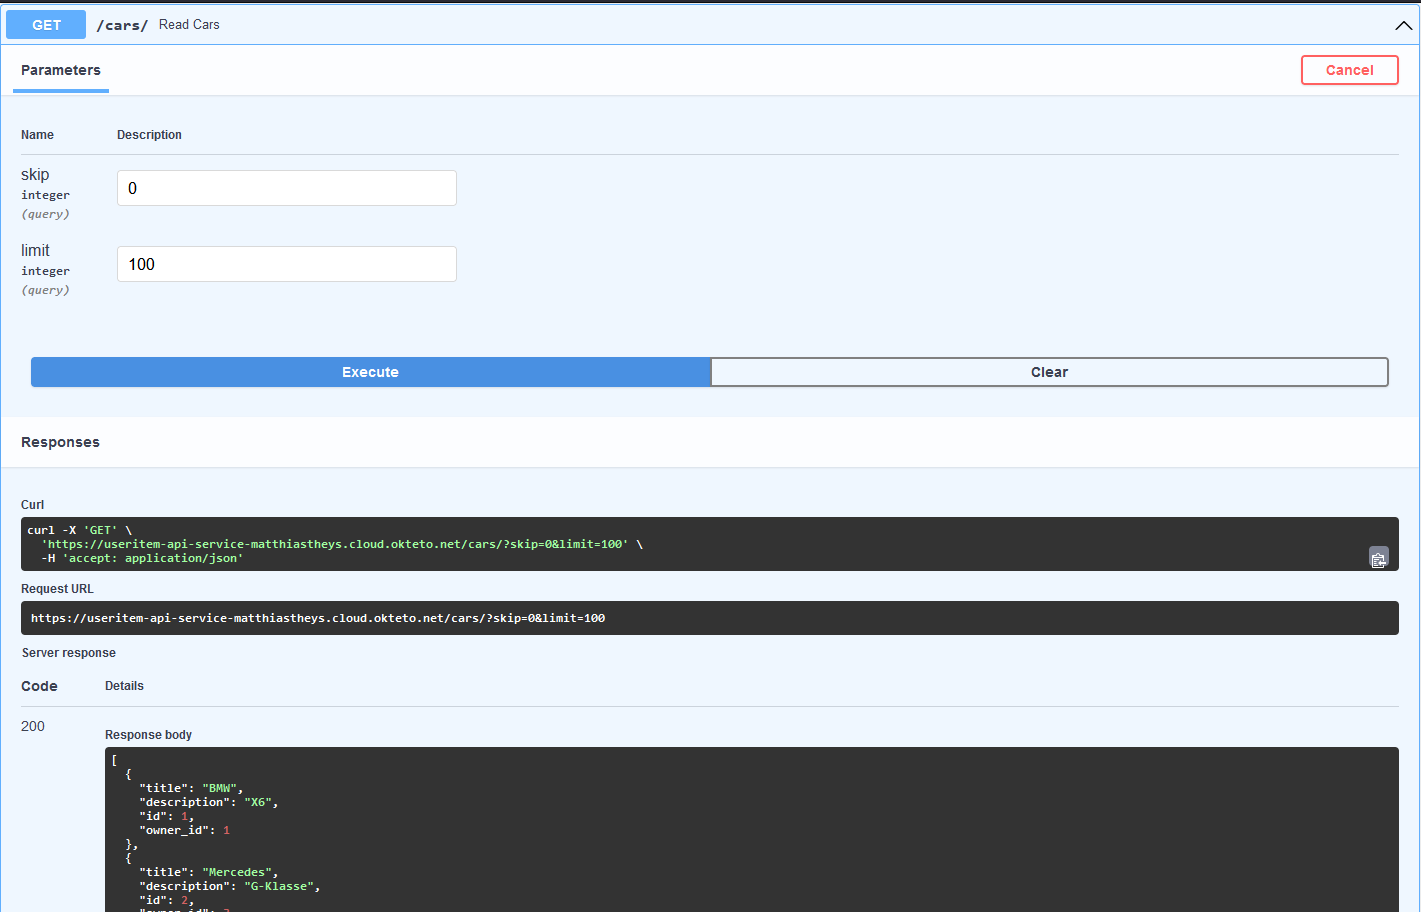 GET /cars/ Read Cars
Parameters
Cancel
Name Description
skip
integer
(query)
0
limit
integer
(query)
100
Execute Clear
Responses
Curl
curl -X 'GET' \
'https://useritem-api-service-matthiastheys.cloud.okteto.net/cars/?skip=0&limit=100' \
-H 'accept: application/json'
Request URL
https://useritem-api-service-matthiastheys.cloud.okteto.net/cars/?skip=0&limit=100
Server response
Code Details
200
Response body
[
{
"title": "BMW",
"description": "X6",
"id": 1,
"owner_id": 1
},
{
"title": "Mercedes",
"description": "G-Klasse",
"id": 2,